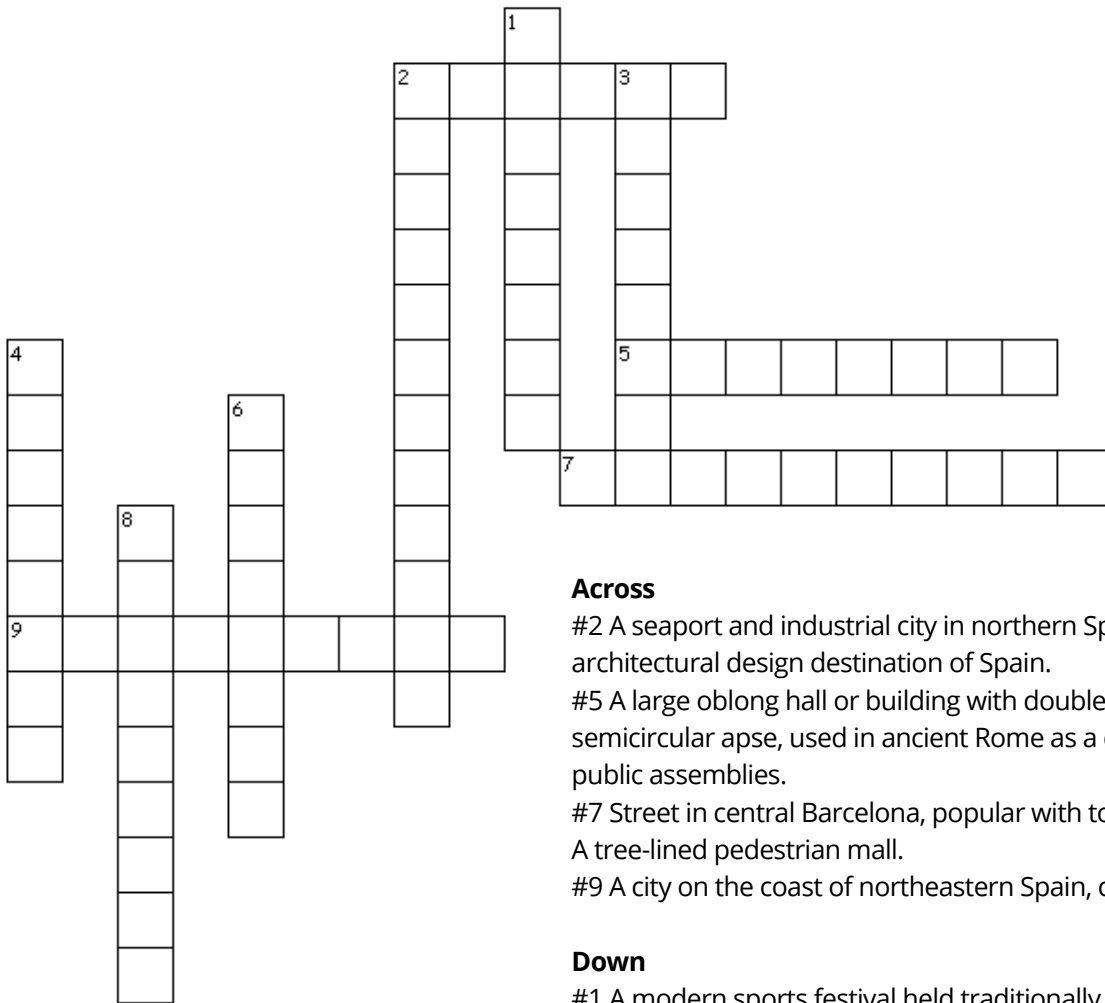 1
2 3
4 5
6
7
8
9
Across
#2 A seaport and industrial city in northern
architectural design destination of Spain.
#5 A large oblong hall or building with double
semicircular apse, used in ancient Rome as a
public assemblies.
#7 Street in central Barcelona, popular with
A tree-lined pedestrian mall.
#9 A city on the coast of northeastern Spain,
Down
#1 A modern sports festival held traditionally